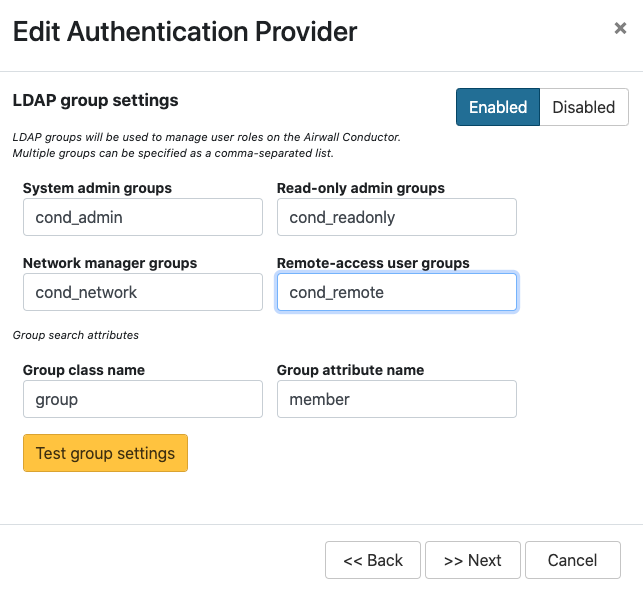 Edit Authentication Provider
×
LDAP group settings
Enabled
Disabled
LDAP groups will be used to manage user roles on the Airwall Conductor.
Multiple groups can be specified as a comma-separated list.
System admin groups
Read-only admin groups
cond_admin
cond_readonly
Network manager groups
Remote-access user groups
cond_network
cond_remote
Group search attributes
Group class name
Group attribute name
group
member
Test group settings
<< Back
>> Next
Cancel